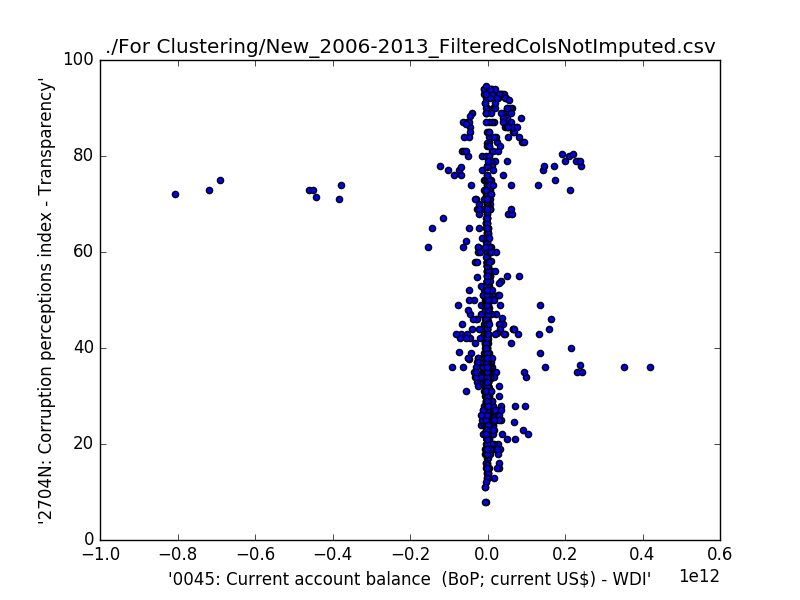 ./For Clustering/New_2006-2013_FilteredColsNotImputed.csv
100
80
60
40
20
0
'2704N: Corruption perceptions index - Transparency'
−1.0 −0.8 −0.6 −0.4 −0.2 0.0 0.2 0.4 0.6
1e12
'0045: Current account balance  (BoP; current US$) - WDI'